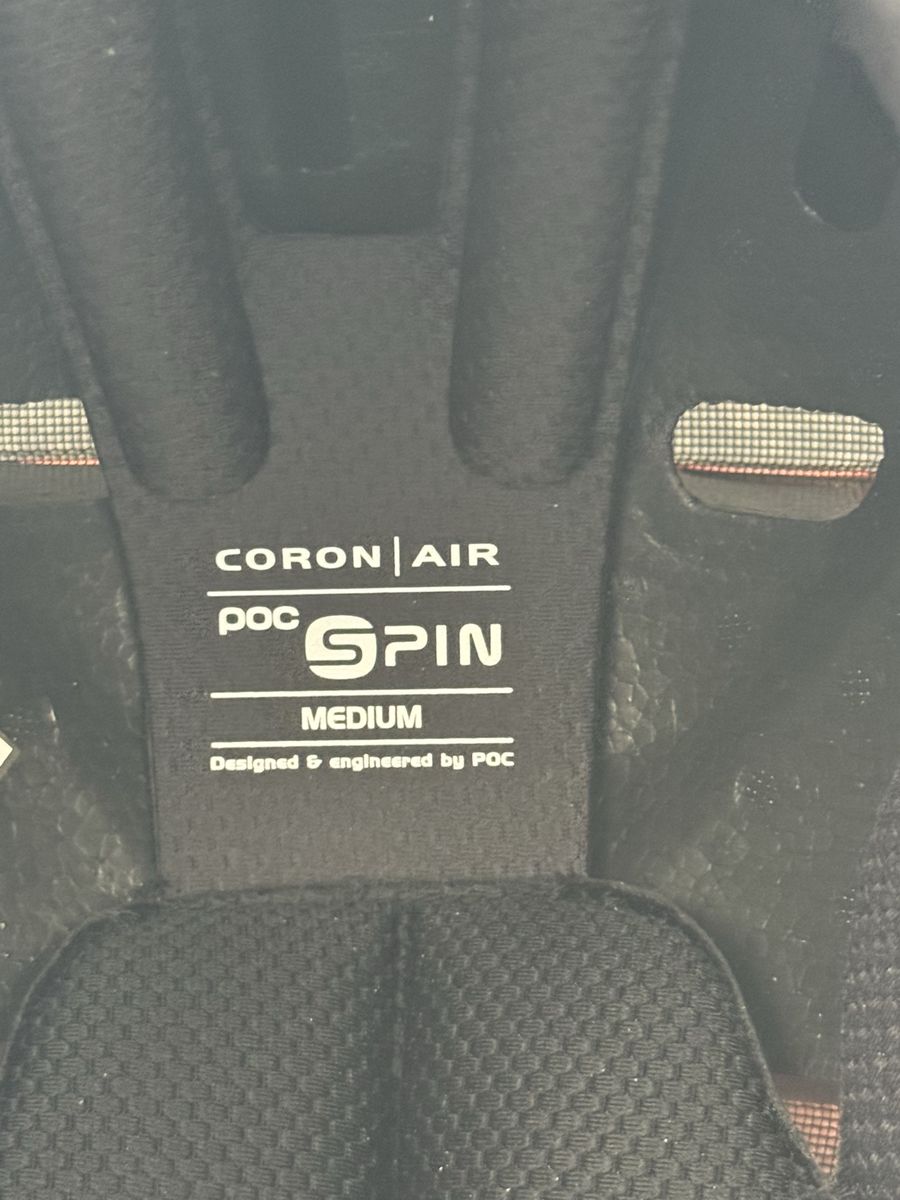 CORON|AIR
POC SPIN
MEDIUM
Designed & engineered by POC